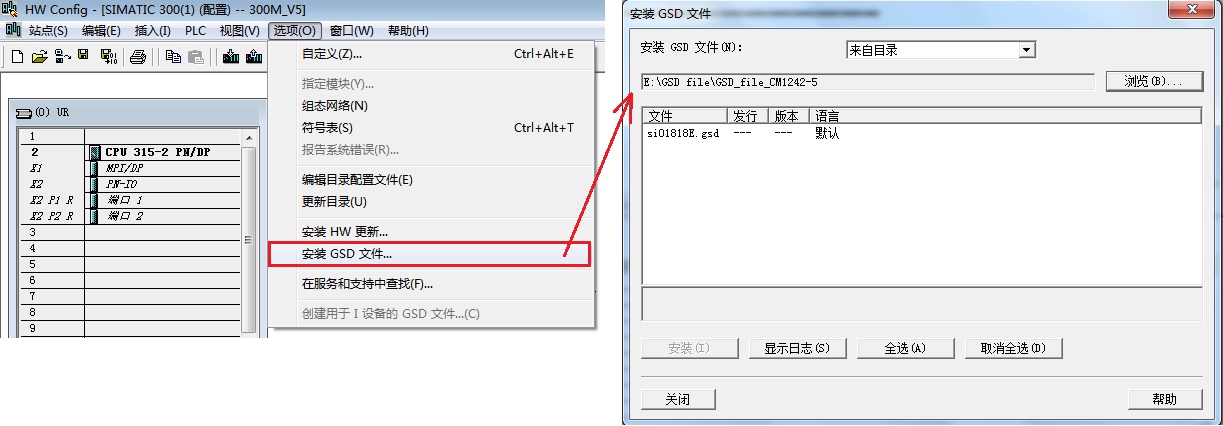 HW Config - [SIMATIC 300(1) (配置) -- 300M_V5]
站点(S) 编辑(E) 插入(I) PLC 视图(V) 选项(O) 窗口(W) 帮助(H)
(0) UR
1
2 CPU 315-2 PN/DP
X1 MPI/DP
X2 PN-IO
X2 P1 R 端口 1
X2 P2 R 端口 2
3
4
5
6
7
8
9
自定义(Z)... Ctrl+Alt+E
指定模块(Y)...
组态网络(N)
符号表(S) Ctrl+Alt+T
报告系统错误(R)...
编辑目录配置文件(E)
更新目录(U)
安装 HW 更新...
安装 GSD 文件...
在服务和支持中查找(F)...
创建用于 I 设备的 GSD 文件...(C)
安装 GSD 文件
安装 GSD 文件(N): 来自目录
E:\GSD file\GSD_file_CM1242-5 浏览(B)...
文件 发行 版本 语言
si01818E.gsd --- --- 默认
安装(I) 显示日志(S) 全选(A) 取消全选(D)
关闭 帮助